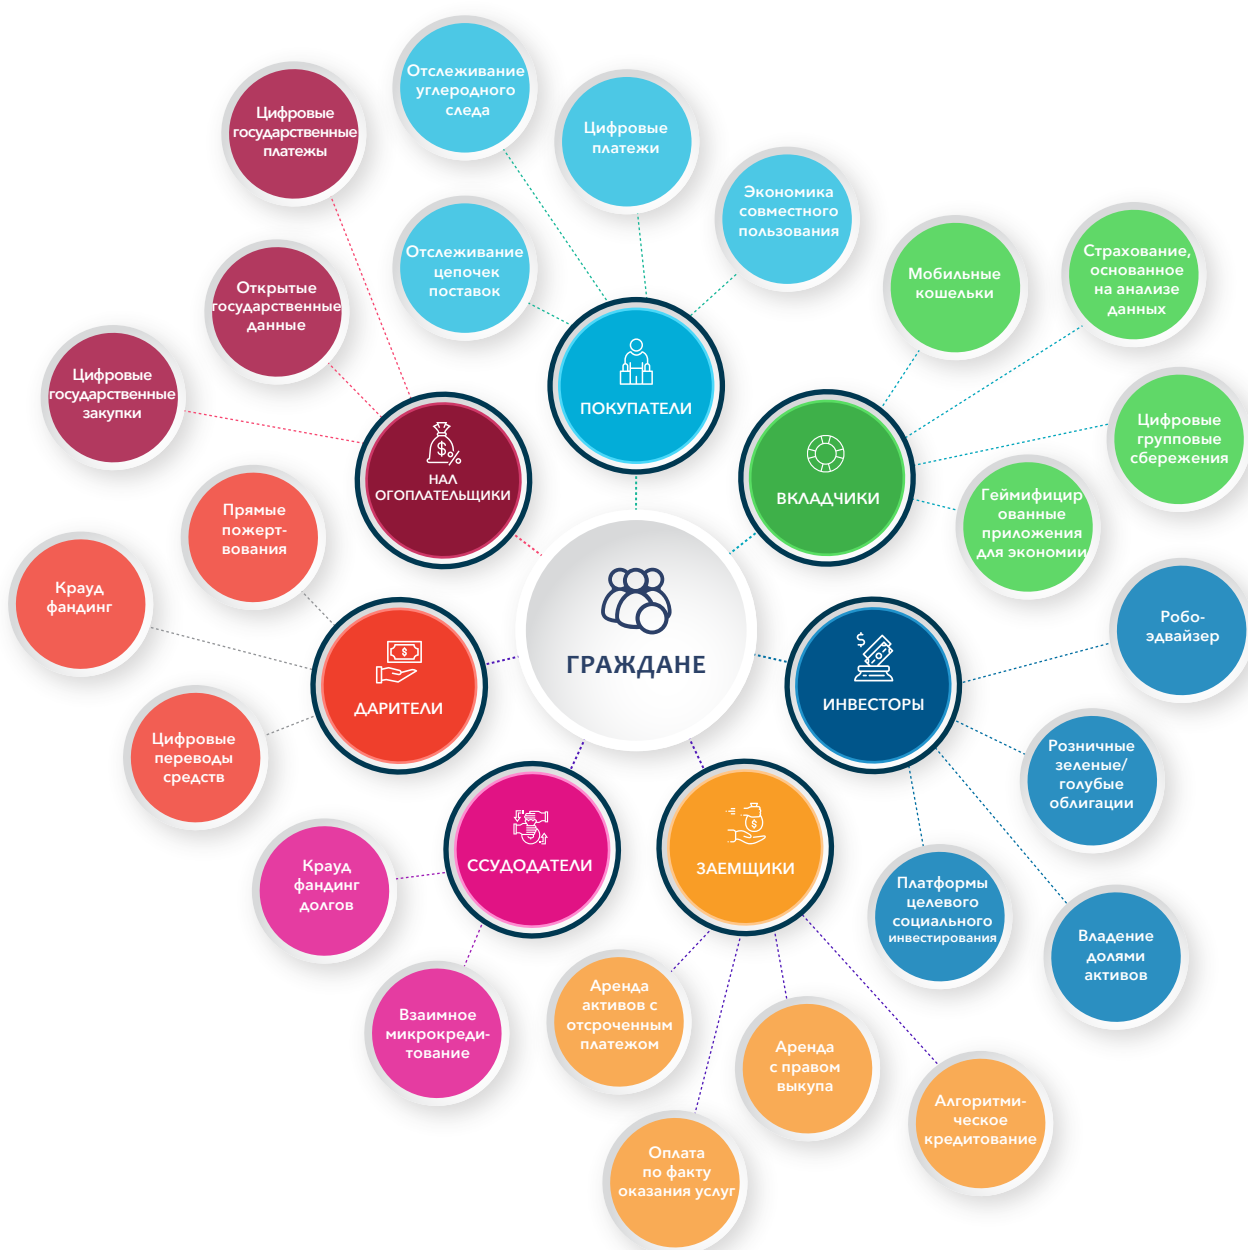 Отслеживание
углеродного
следа
Цифровые
государственные
платежы
Цифровые
платежи
Экономика
совместного
пользования
Отслеживание
цепочек
поставок
Мобильные
кошельки
Страхование,
основанное
на анализе
данных
Открытые
государственные
данные
Цифровые
государственные
закупки
ПОКУПАТЕЛИ
Цифровые
групповые
сбережения
НАЛ
ОГОПЛАТЕЛЬЩИКИ
ВКЛАДЧИКИ
Геймифицир
ованные
приложения
для экономии
Прямые
пожерт-
вования
Крауд
фандинг
ГРАЖДАНЕ
Робо-
эдвайзер
ДАРИТЕЛИ
ИНВЕСТОРЫ
Цифровые
переводы
средств
Розничные
зеленые/
голубые
облигации
ССУДОДАТЕЛИ
ЗАЕМЩИКИ
Крауд
фандинг
долгов
Платформы
целевого
социального
инвестирования
Владение
долями
активов
Взаимное
микрокреди-
тование
Аренда
активов с
отсроченным
платежом
Аренда
с правом
выкупа
Алгоритми-
ческое
кредитование
Оплата
по факту
оказания услуг